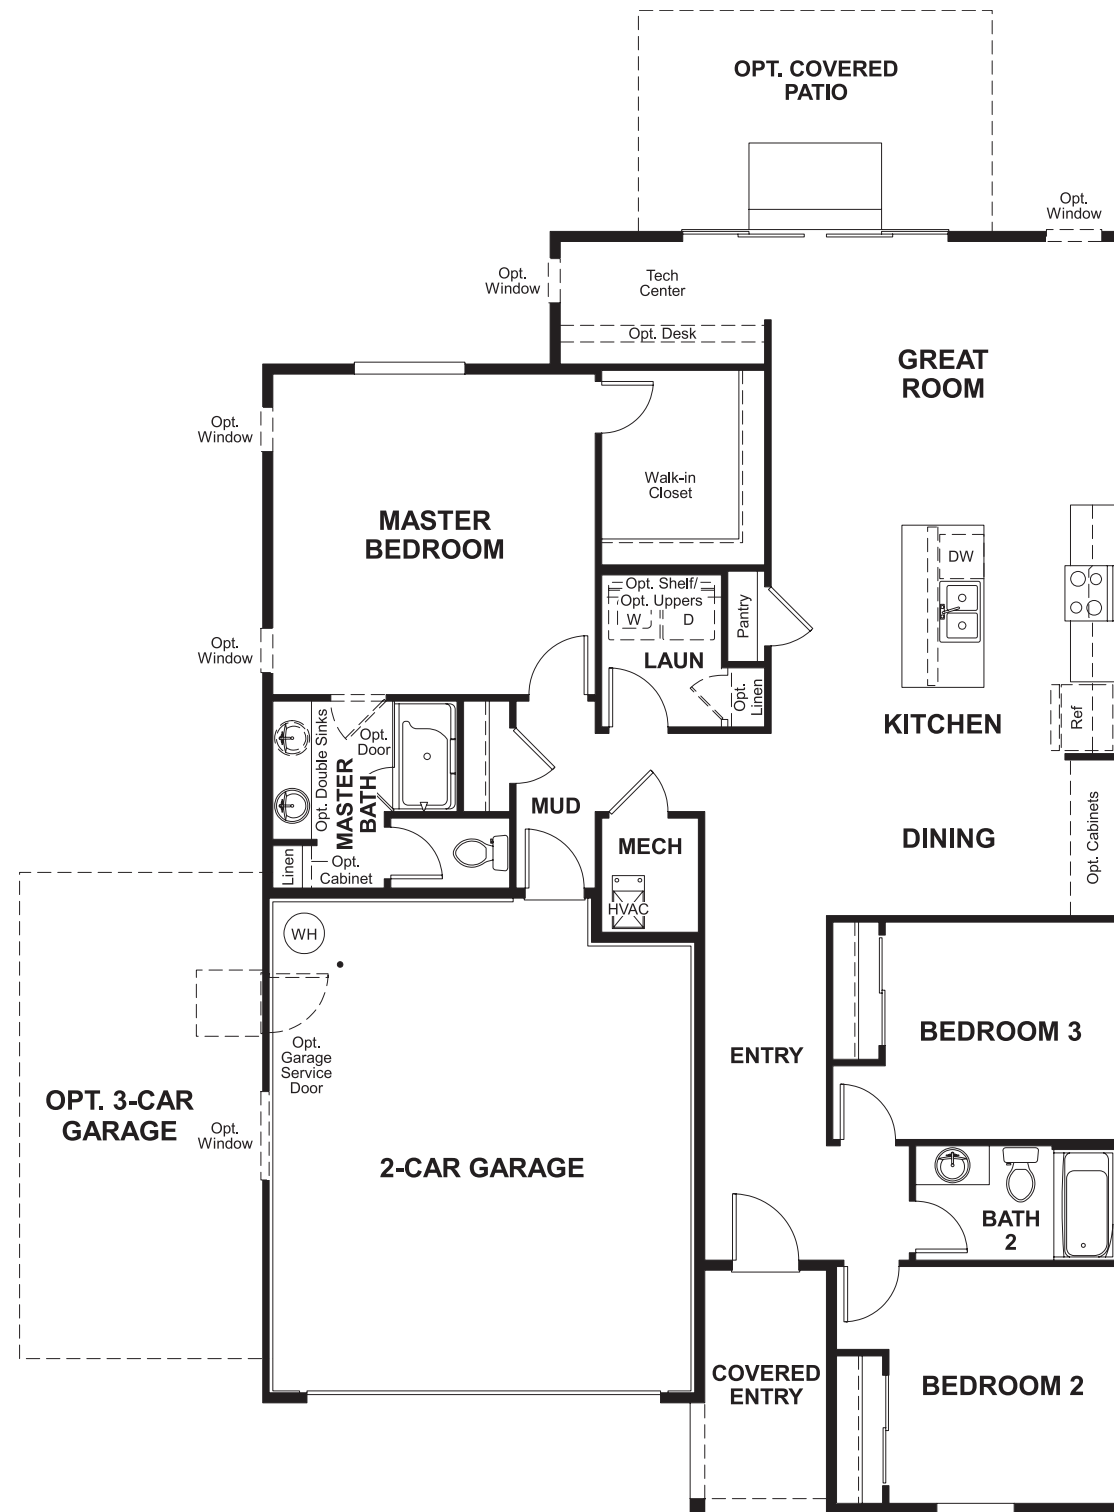 OPT. COVERED
PATIO
Opt.
Window
Opt.
Window
Tech
Center
Opt. Desk
GREAT
ROOM
Opt.
Window
Walk-in
Closet
MASTER
BEDROOM
DW
Opt. Shelf/
Opt. Uppers
W
D
Pantry
Opt.
Window
LAUN
Opt.
Linen
Ref
KITCHEN
Opt. Double Sinks
Opt.
Door
MASTER
BATH
MUD
MECH
DINING
Opt. Cabinets
Linen
Opt.
Cabinet
HVAC
WH
BEDROOM 3
Opt.
Garage
Service
Door
ENTRY
OPT. 3-CAR
GARAGE
Opt.
Window
2-CAR GARAGE
BATH
2
COVERED
ENTRY
BEDROOM 2